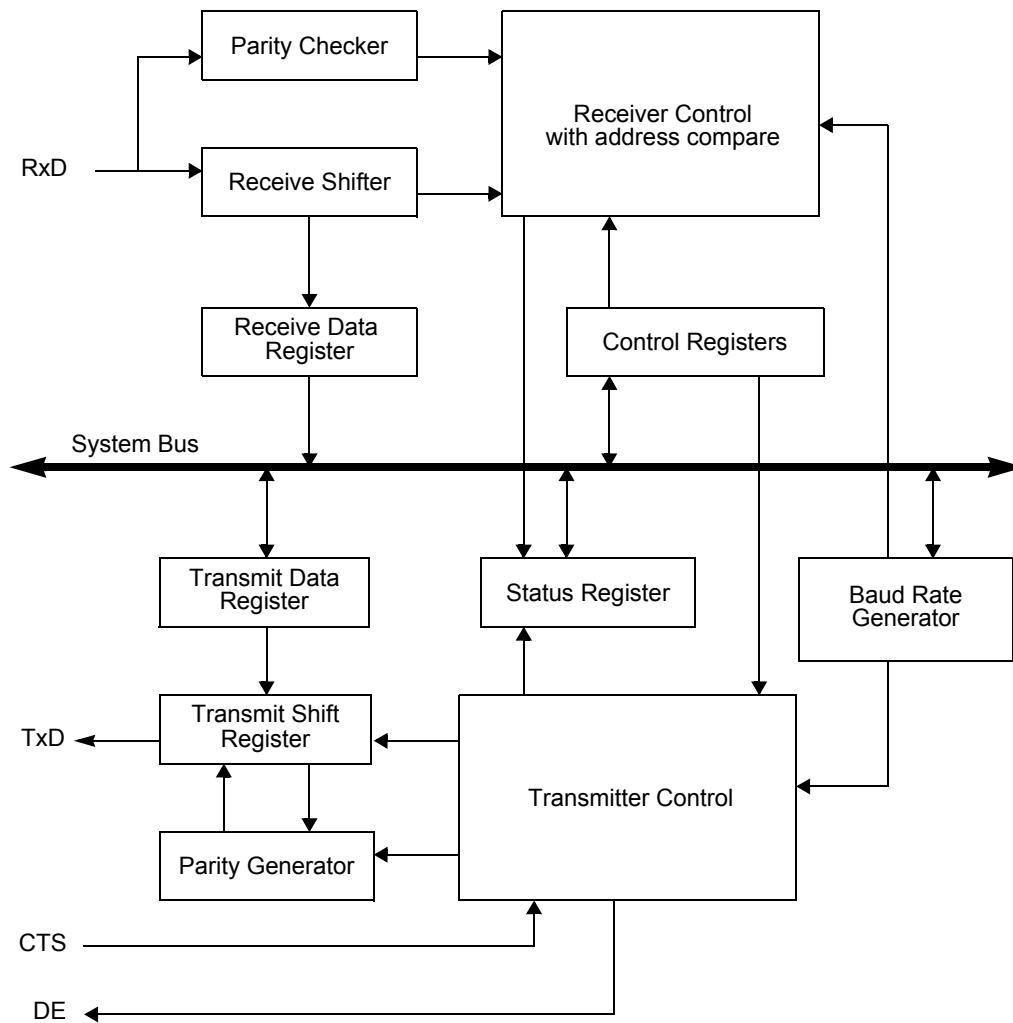 Parity Checker
Receiver Control
with address compare
RxD
Receive Shifter
Receive Data
Register
Control Registers
System Bus
Transmit Data
Register
Status Register
Baud Rate
Generator
Transmit Shift
Register
TxD
Transmitter Control
Parity Generator
CTS
DE